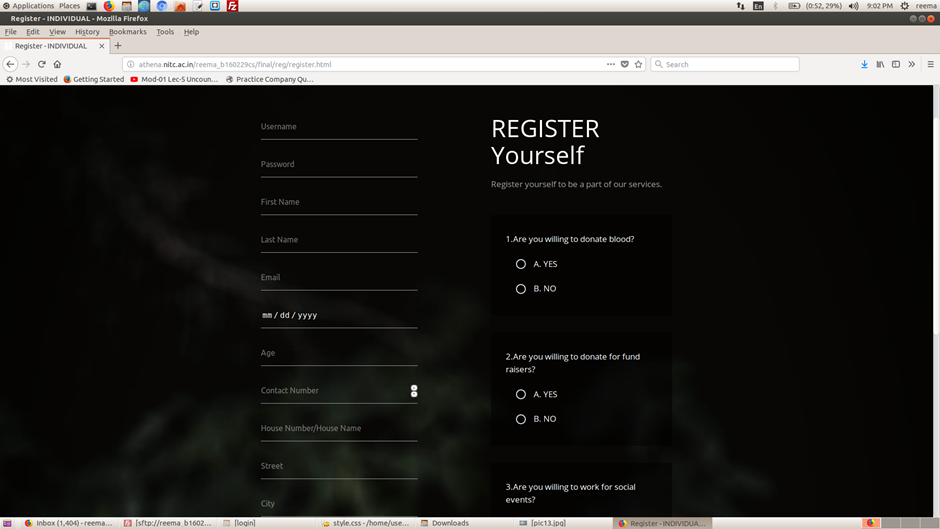 Applications Places En (0:52, 29%) 9:02 PM reema
Register - INDIVIDUAL - Mozilla Firefox
File Edit View History Bookmarks Tools Help
Register - INDIVIDUAL
athena.nitc.ac.in/reema_b160229cs/final/reg/register.html
Search
Most Visited Getting Started Mod-01 Lec-5 Uncoun... Practice Company Qu...
Username
Password
First Name
Last Name
Email
mm / dd / yyyy
Age
Contact Number
House Number/House Name
Street
City
REGISTER
Yourself
Register yourself to be a part of our services.
1.Are you willing to donate blood?
A. YES
B. NO
2.Are you willing to donate for fund
raisers?
A. YES
B. NO
3.Are you willing to work for social
events?
Inbox (1,404) - reema... [sftp://reema_b1602... [login] style.css - /home/use... Downloads [pic13.jpg] Register - INDIVIDUA...